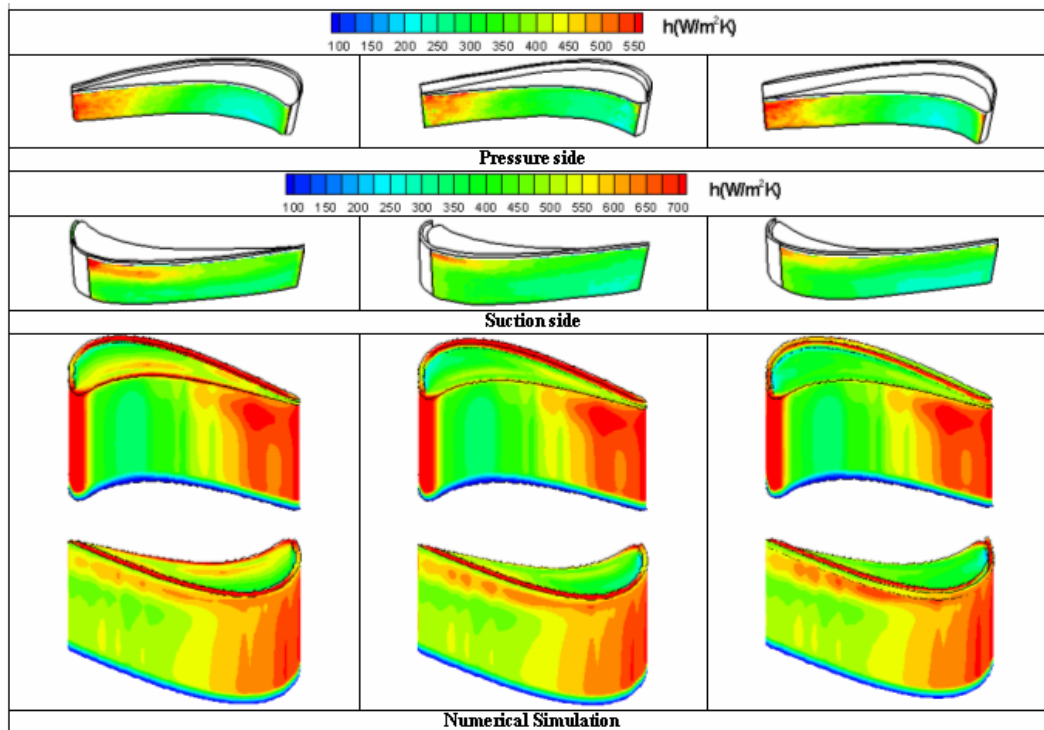 h(W/m²K)
100 150 200 250 300 350 400 450 500 550
Pressure side
h(W/m²K)
100 150 200 250 300 350 400 450 500 550 600 650 700
Suction side
Numerical Simulation